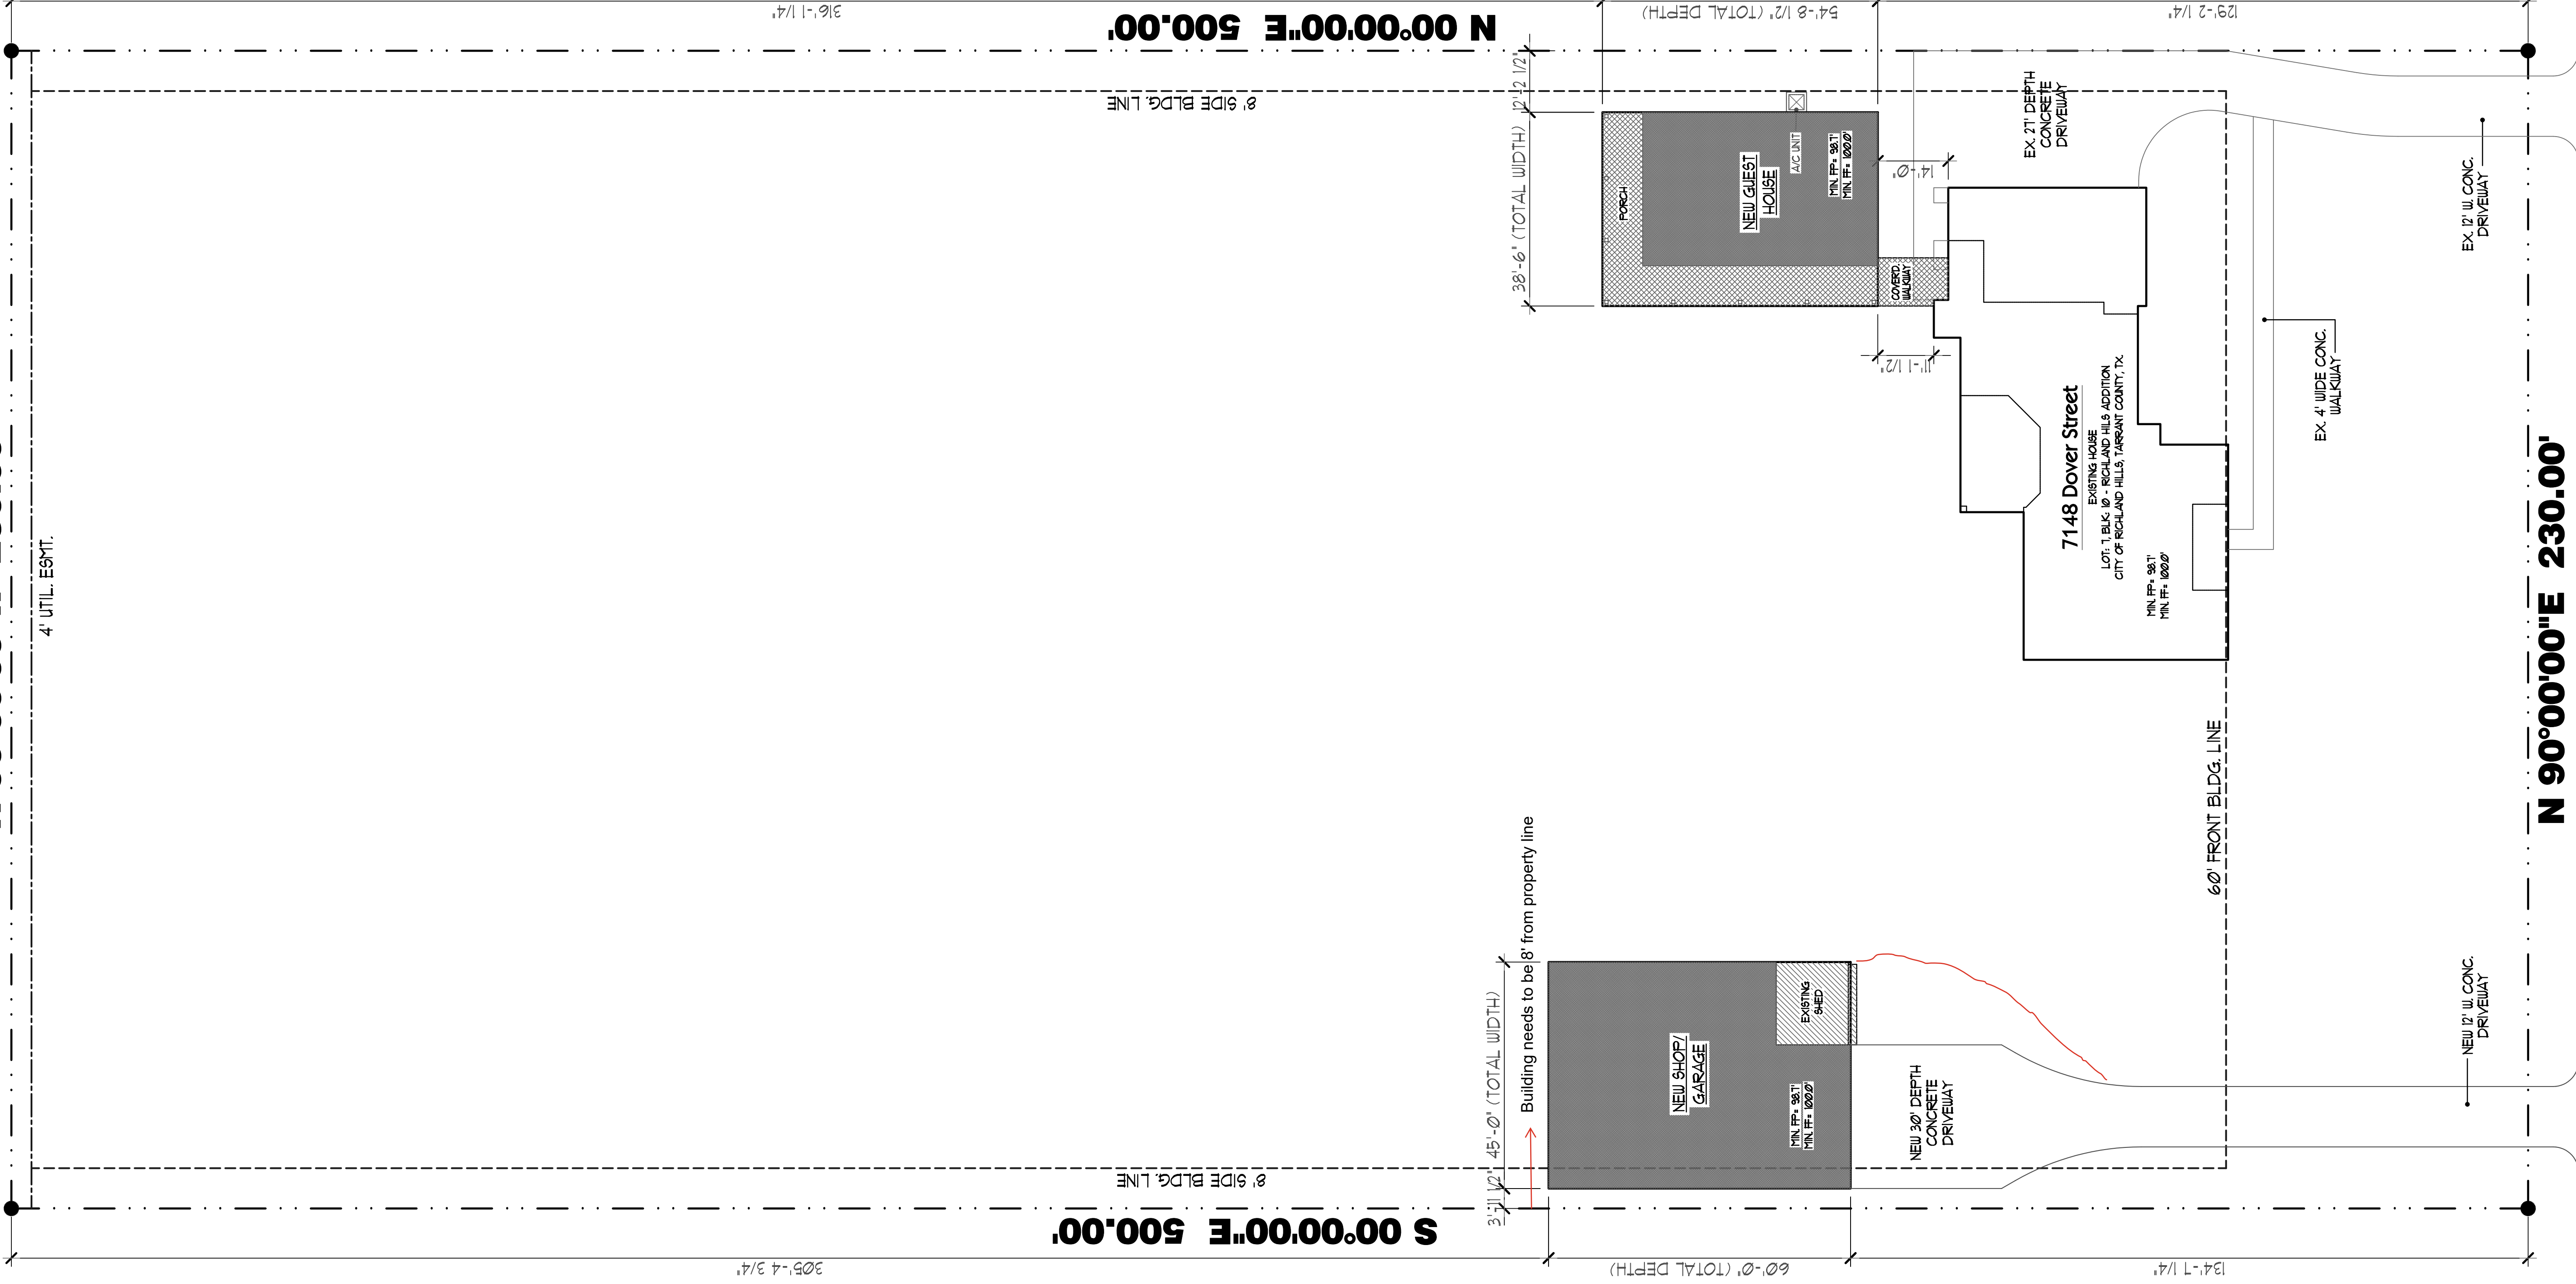 316'-1 1/4"
N 00°00'00"E  500.00'
54'-8 1/2" (TOTAL DEPTH)
129'-2 1/4"
8' SIDE BLDG. LINE
12'-2 1/2"
38'-6" (TOTAL WIDTH)
PORCH
NEW GUEST
HOUSE
A/C UNIT
MIN. FP= 98.7'
MIN. FF= 100.0'
14'-0"
COVER'D.
WALKWAY
11'-1 1/2"
EX. 27' DEPTH
CONCRETE
DRIVEWAY
EX. 12' W. CONC.
DRIVEWAY
EX. 4' WIDE CONC.
WALKWAY
7148 Dover Street
EXISTING HOUSE
LOT: 7, BLK: 10 - RICHLAND HILS ADDITION
CITY OF RICHLAND HILLS, TARRANT COUNTY, TX.
MIN. FP= 98.7'
MIN. FF= 100.0'
4' UTIL. ESMT.
N 90°00'00"E  230.00'
60' FRONT BLDG. LINE
Building needs to be 8' from property line
45'-0" (TOTAL WIDTH)
3'-11 1/2"
NEW SHOP/
GARAGE
EXISTING
SHED
MIN. FP= 98.7'
MIN. FF= 100.0'
NEW 30' DEPTH
CONCRETE
DRIVEWAY
NEW 12' W. CONC.
DRIVEWAY
8' SIDE BLDG. LINE
S 00°00'00"E  500.00'
305'-4 3/4"
60'-0" (TOTAL DEPTH)
134'-7 1/4"